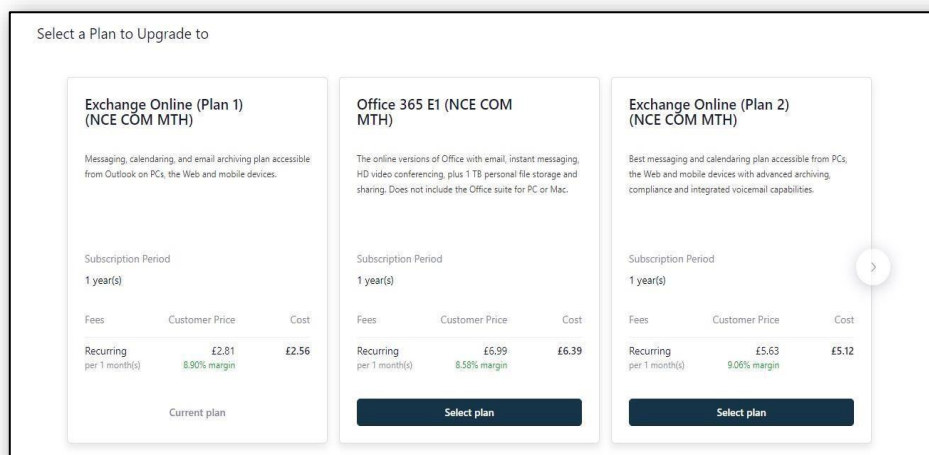 Select a Plan to Upgrade to
Exchange Online (Plan 1)
(NCE COM MTH)
Messaging, calendaring, and email archiving plan accessible
from Outlook on PCs, the Web and mobile devices.
Subscription Period
1 year(s)
Fees Customer Price Cost
Recurring £2.81 £2.56
per 1 month(s) 8.90% margin
Current plan
Office 365 E1 (NCE COM
MTH)
The online versions of Office with email, instant messaging,
HD video conferencing, plus 1 TB personal file storage and
sharing. Does not include the Office suite for PC or Mac.
Subscription Period
1 year(s)
Fees Customer Price Cost
Recurring £6.99 £6.39
per 1 month(s) 8.58% margin
Select plan
Exchange Online (Plan 2)
(NCE COM MTH)
Best messaging and calendaring plan accessible from PCs,
the Web and mobile devices with advanced archiving,
compliance and integrated voicemail capabilities.
Subscription Period
1 year(s)
Fees Customer Price Cost
Recurring £5.63 £5.12
per 1 month(s) 9.06% margin
Select plan